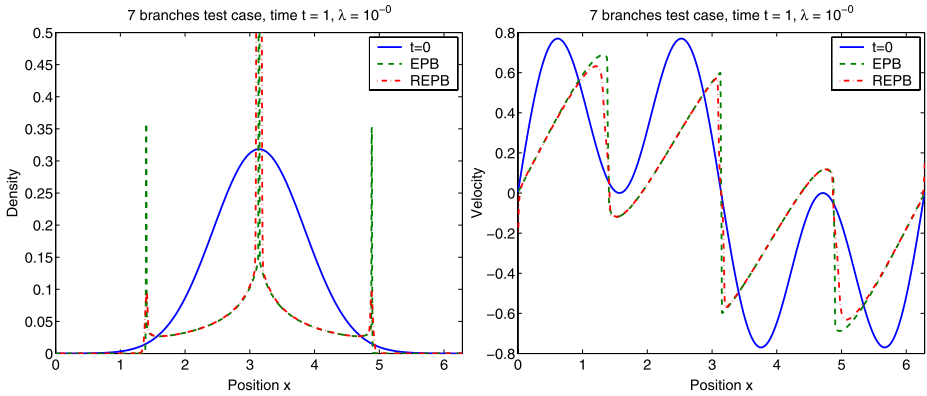 7 branches test case, time t = 1, λ = 10⁻⁰
0.5
0.45
0.4
0.35
0.3
0.25
0.2
0.15
0.1
0.05
0
Density
t=0
EPB
REPB
0 1 2 3 4 5 6
Position x
7 branches test case, time t = 1, λ = 10⁻⁰
0.8
0.6
0.4
0.2
0
−0.2
−0.4
−0.6
−0.8
Velocity
t=0
EPB
REPB
0 1 2 3 4 5 6
Position x